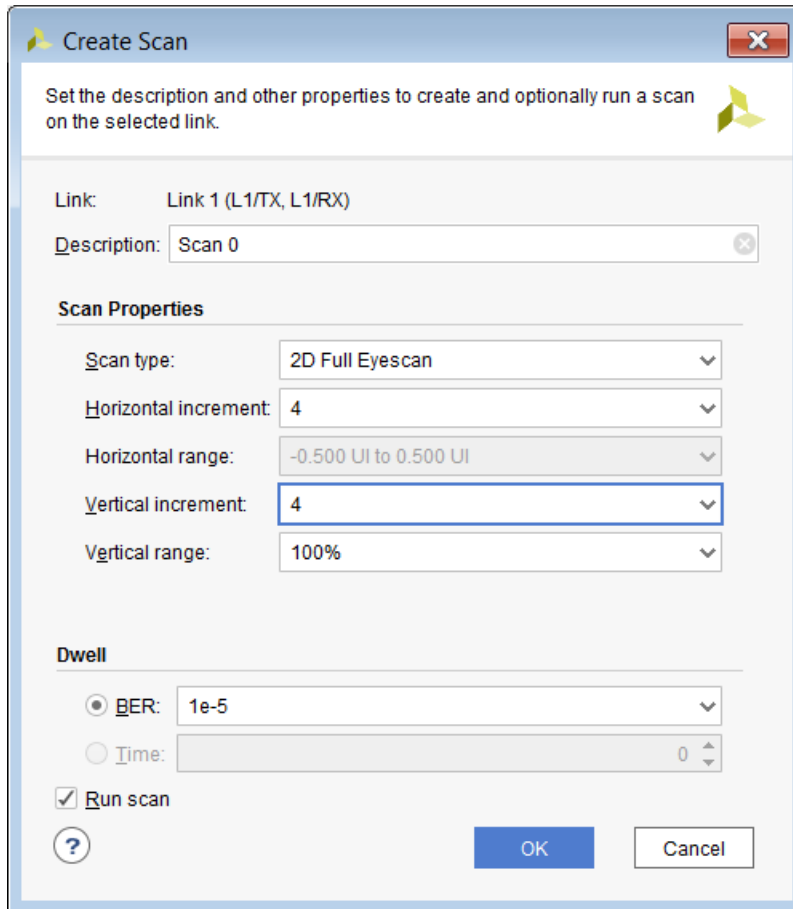 Create Scan
Set the description and other properties to create and optionally run a scan
on the selected link.
Link: Link 1 (L1/TX, L1/RX)
Description: Scan 0
Scan Properties
Scan type: 2D Full Eyescan
Horizontal increment: 4
Horizontal range: -0.500 UI to 0.500 UI
Vertical increment: 4
Vertical range: 100%
Dwell
BER: 1e-5
Time: 0
Run scan
? OK Cancel